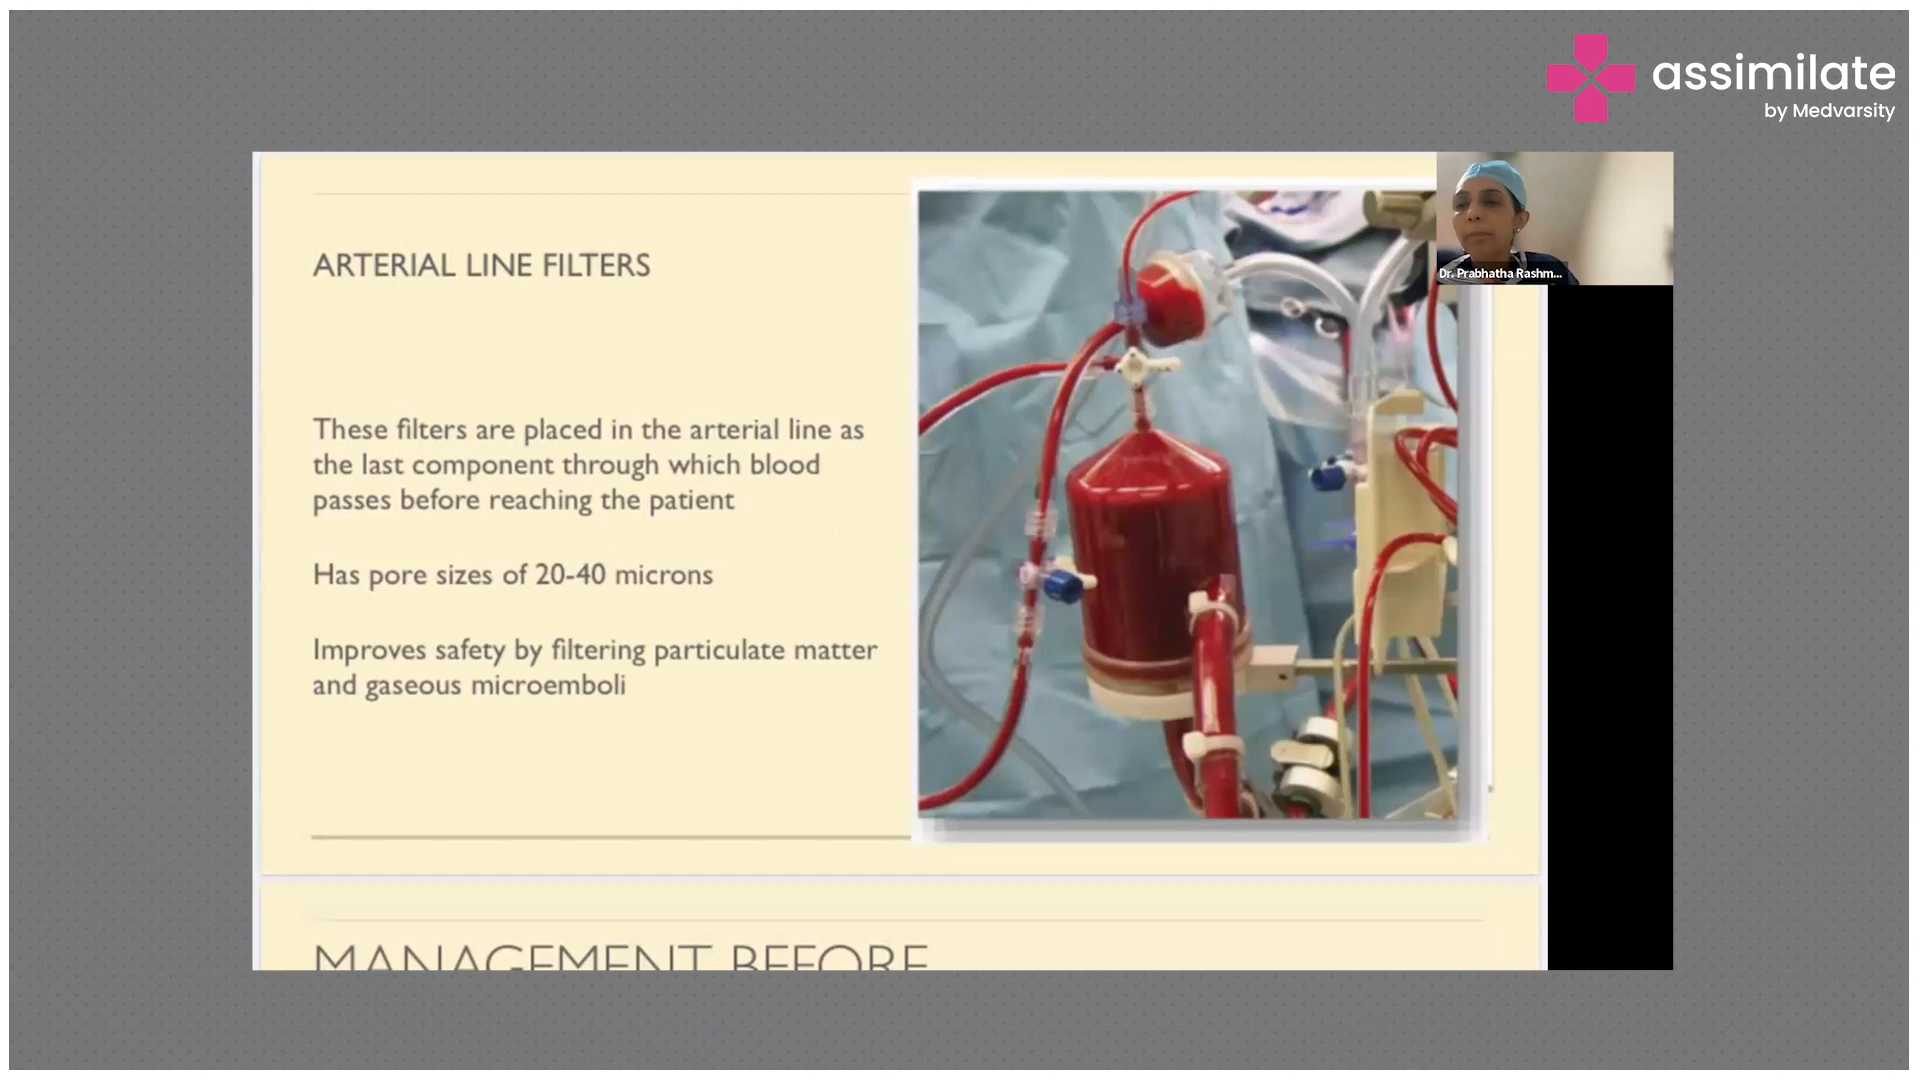 assimilate
by Medvarsity
Dr. Prabhatha Rashm...
ARTERIAL LINE FILTERS
These filters are placed in the arterial line as
the last component through which blood
passes before reaching the patient
Has pore sizes of 20-40 microns
Improves safety by filtering particulate matter
and gaseous microemboli
MANAGEMENT BEFORE